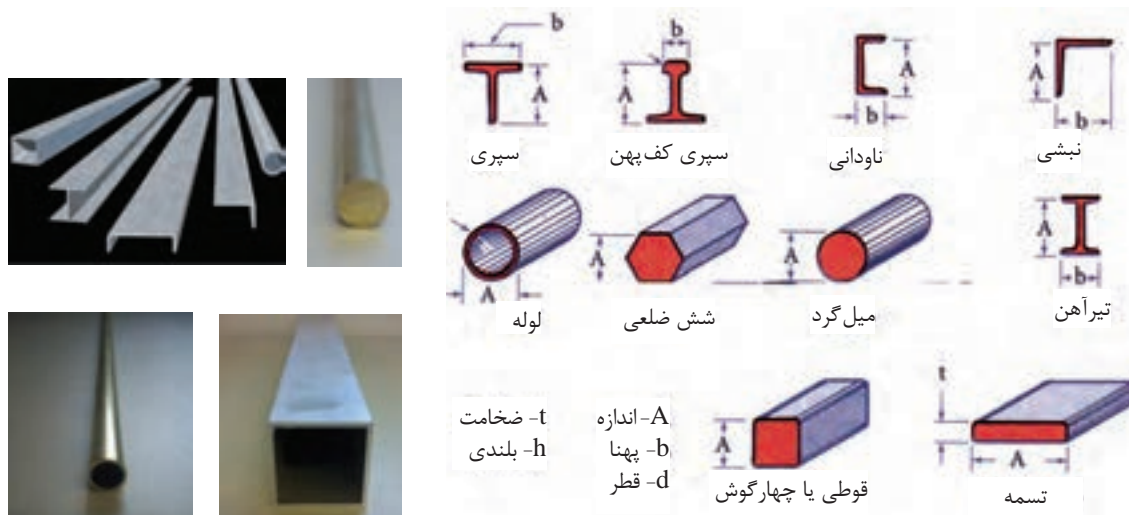 b
b
A
A
A
b
A
b
سپری
سپری کف‌پهن
ناودانی
نبشی
A
A
A
A
b
لوله
شش ضلعی
میل‌گرد
تیرآهن
A- اندازه
b- پهنا
d- قطر
t- ضخامت
h- بلندی
A
t
A
قوطی یا چهارگوش
تسمه